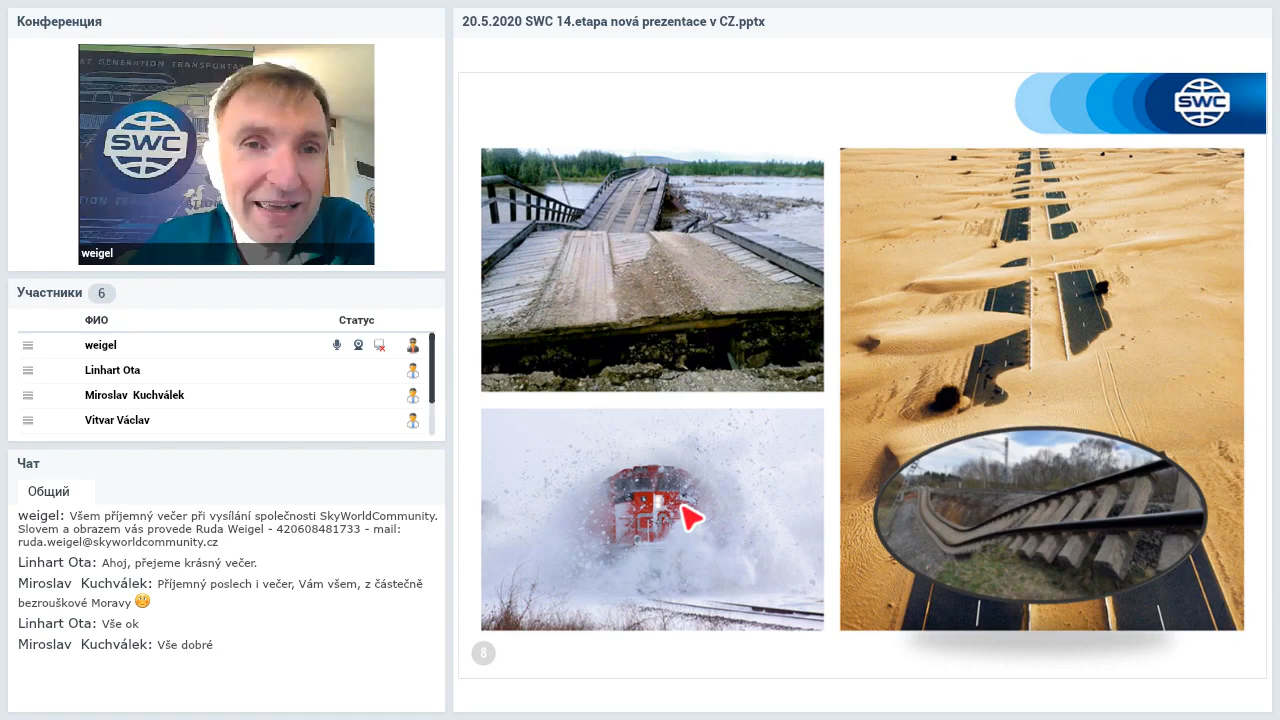 Конференция
XT GENERATION TRANSPORTAT
SWC
weigel
Участники 6
ФИО Статус
weigel
Linhart Ota
Miroslav Kuchválek
Vitvar Václav
Чат
Общий
weigel: Všem příjemný večer při vysílání společnosti SkyWorldCommunity.
Slovem a obrazem vás provede Ruda Weigel - 420608481733 - mail:
ruda.weigel@skyworldcommunity.cz
Linhart Ota: Ahoj, přejeme krásný večer.
Miroslav Kuchválek: Příjemný poslech i večer, Vám všem, z částečně
bezrouškové Moravy
Linhart Ota: Vše ok
Miroslav Kuchválek: Vše dobré
20.5.2020 SWC 14.etapa nová prezentace v CZ.pptx
SWC
8